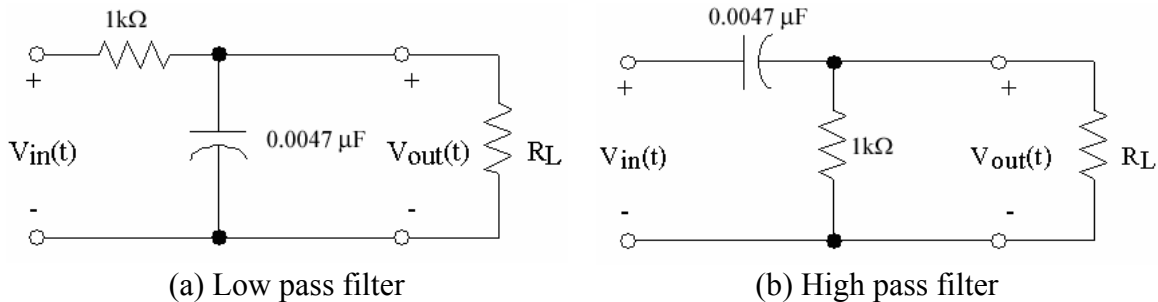 1kΩ
+
+
Vin(t)
0.0047 μF
Vout(t)
RL
-
-
(a) Low pass filter
0.0047 μF
+
+
Vin(t)
1kΩ
Vout(t)
RL
-
-
(b) High pass filter